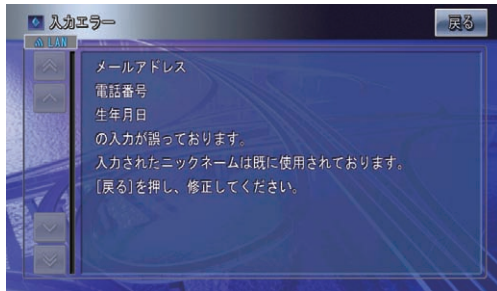 入力エラー
戻る
LAN
メールアドレス
電話番号
生年月日
の入力が誤っております。
入力されたニックネームは既に使用されております。
[戻る]を押し、修正してください。